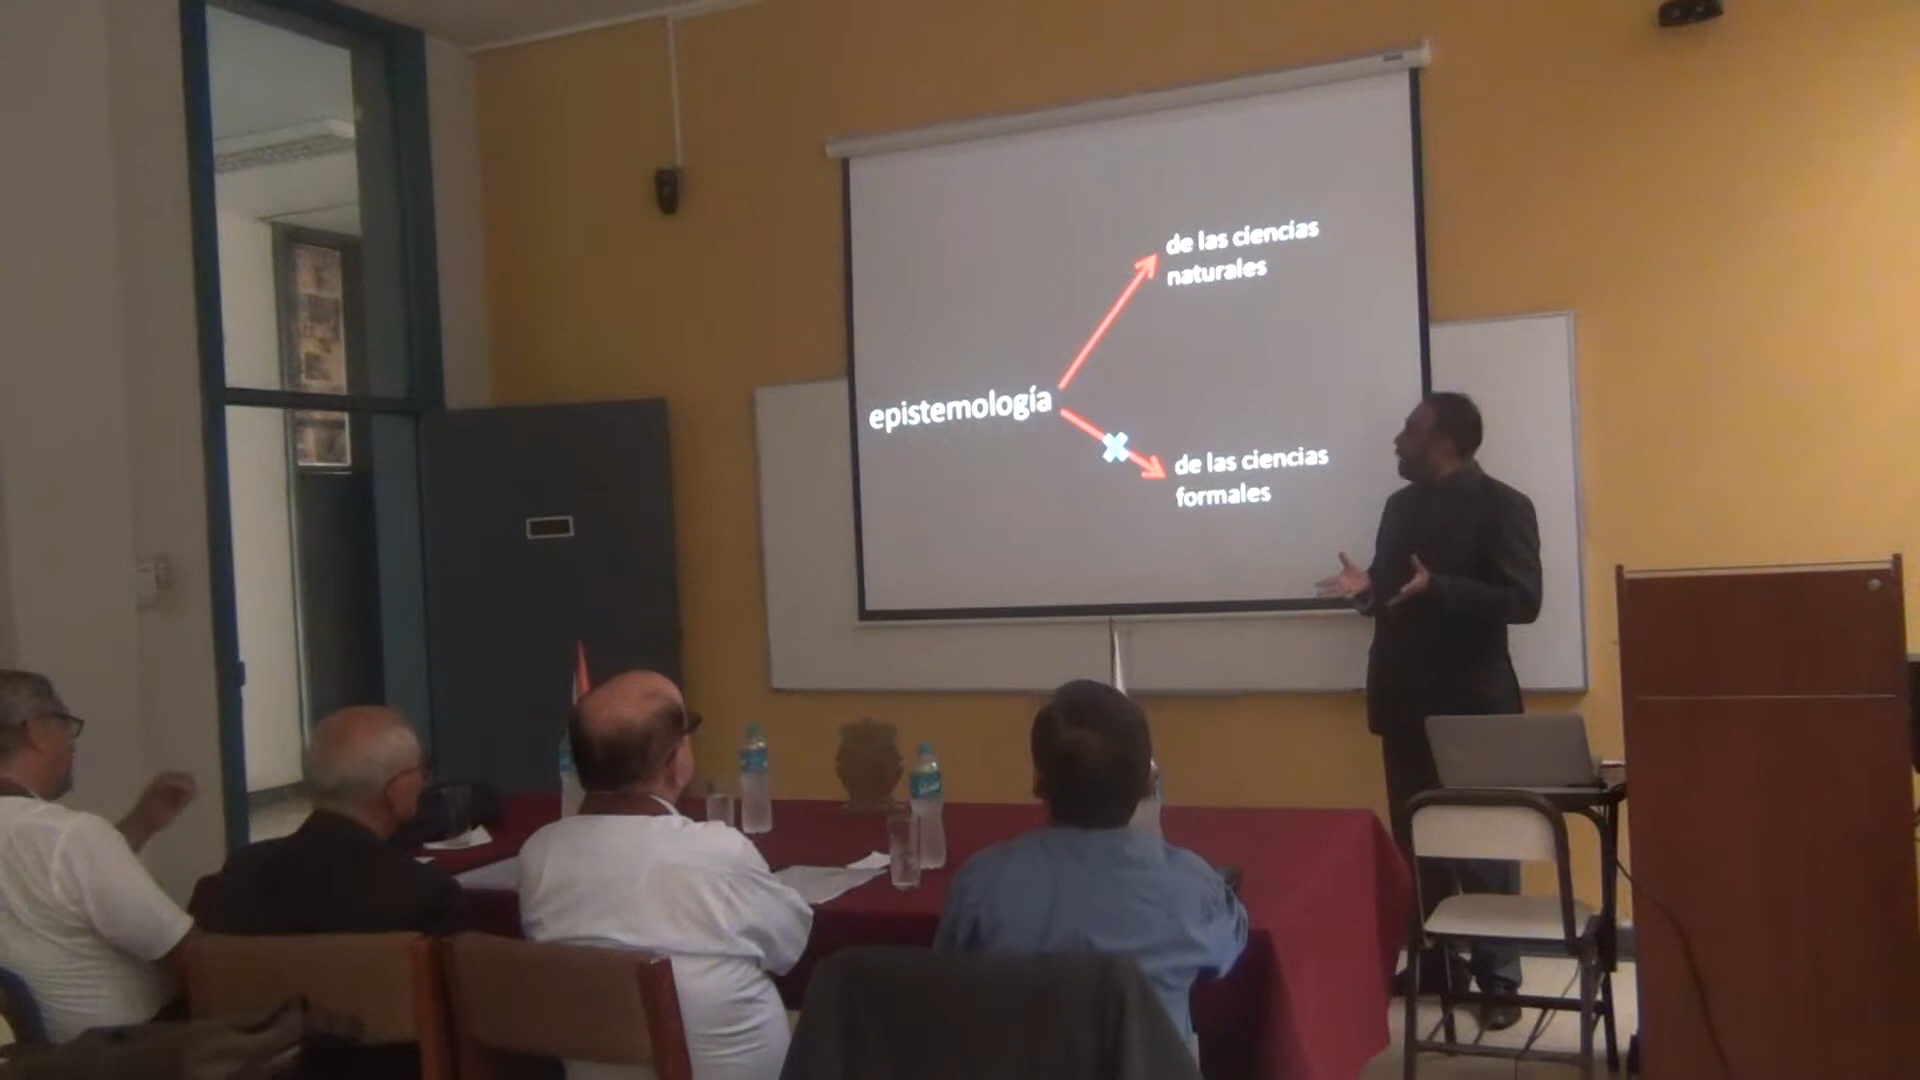 de las ciencias
naturales
epistemología
de las ciencias
formales